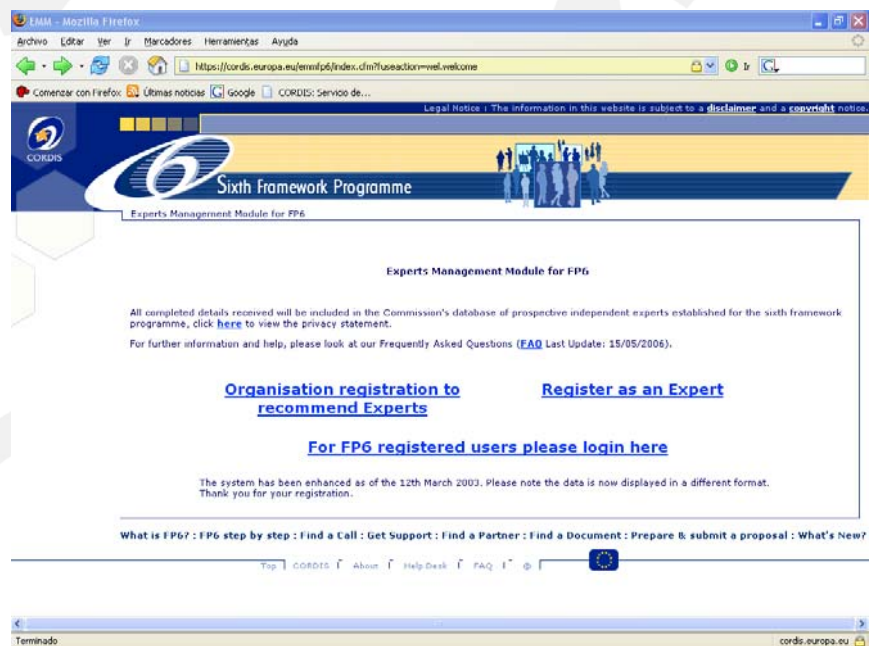 EMM - Mozilla Firefox
Archivo Editar Ver Ir Marcadores Herramientas Ayuda
https://cordis.europa.eu/emmfp6/index.cfm?fuseaction=wel.welcome Ir
Comenzar con Firefox Últimas noticias Google CORDIS: Servicio de...
Legal Notice : The information in this website is subject to a disclaimer and a copyright notice.
CORDIS
6 Sixth Framework Programme
Experts Management Module for FP6
Experts Management Module for FP6
All completed details received will be included in the Commission's database of prospective independent experts established for the sixth framework
programme, click here to view the privacy statement.
For further information and help, please look at our Frequently Asked Questions (FAQ Last Update: 15/05/2006).
Organisation registration to
recommend Experts
Register as an Expert
For FP6 registered users please login here
The system has been enhanced as of the 12th March 2003. Please note the data is now displayed in a different format.
Thank you for your registration.
What is FP6? : FP6 step by step : Find a Call : Get Support : Find a Partner : Find a Document : Prepare & submit a proposal : What's New?
Top CORDIS About Help Desk FAQ
Terminado cordis.europa.eu